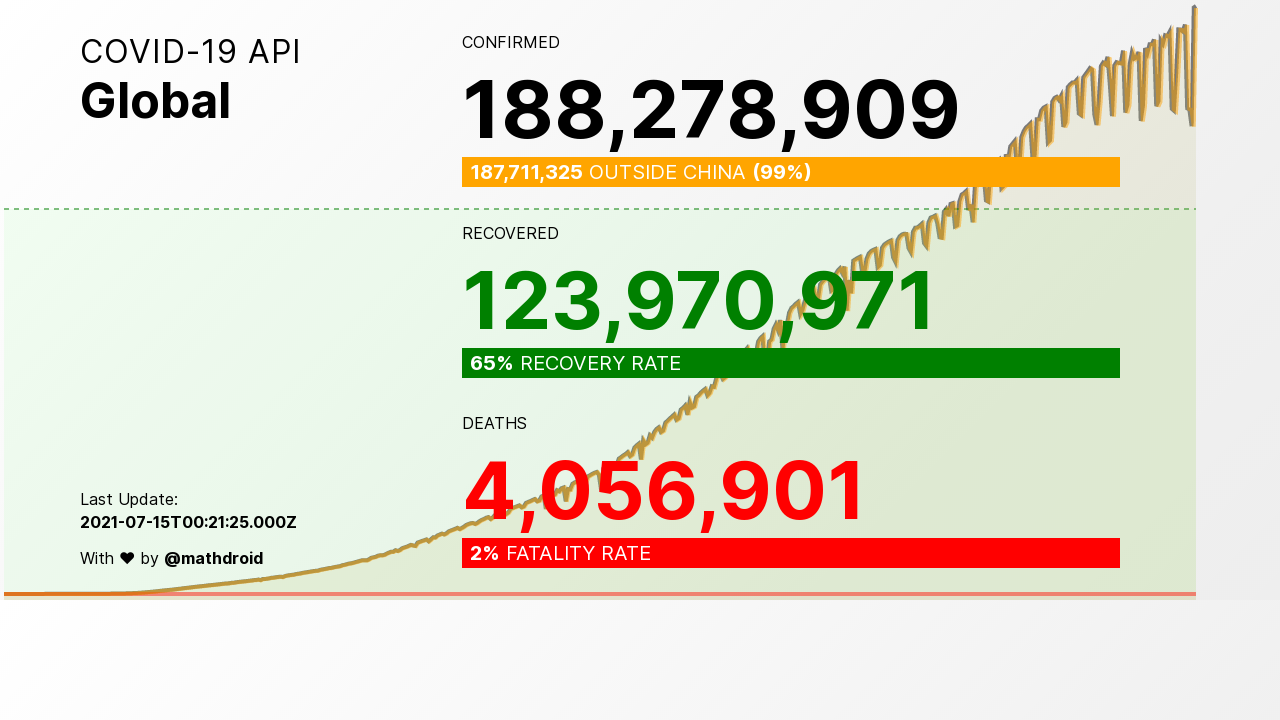 COVID-19 API
Global
CONFIRMED
188,278,909
187,711,325 OUTSIDE CHINA (99%)
RECOVERED
123,970,971
65% RECOVERY RATE
DEATHS
4,056,901
2% FATALITY RATE
Last Update:
2021-07-15T00:21:25.000Z
With ♥ by @mathdroid